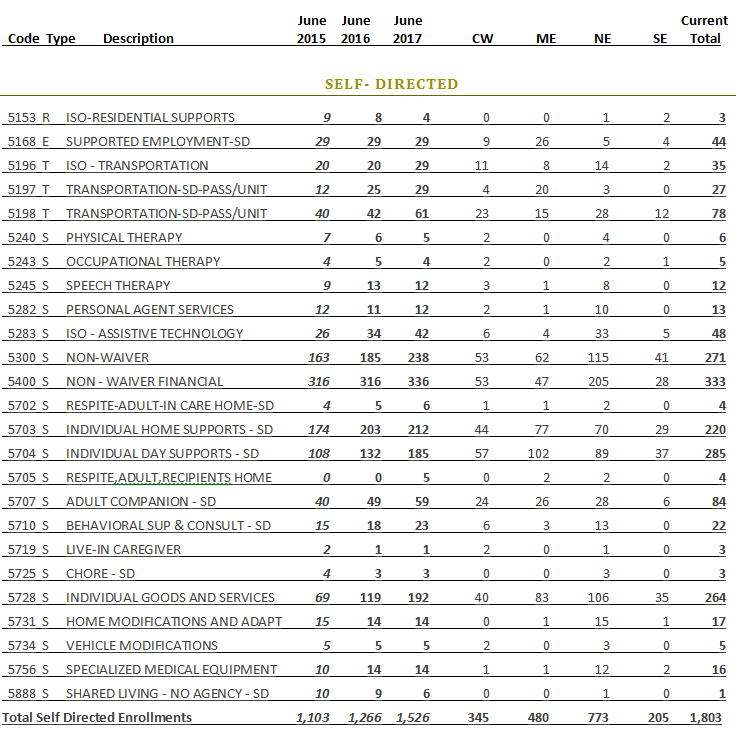 June June June Current
Code Type Description 2015 2016 2017 CW ME NE SE Total
SELF- DIRECTED
5153 R ISO-RESIDENTIAL SUPPORTS 9 8 4 0 0 1 2 3
5168 E SUPPORTED EMPLOYMENT-SD 29 29 29 9 26 5 4 44
5196 T ISO - TRANSPORTATION 20 20 29 11 8 14 2 35
5197 T TRANSPORTATION-SD-PASS/UNIT 12 25 29 4 20 3 0 27
5198 T TRANSPORTATION-SD-PASS/UNIT 40 42 61 23 15 28 12 78
5240 S PHYSICAL THERAPY 7 6 5 2 0 4 0 6
5243 S OCCUPATIONAL THERAPY 4 5 4 2 0 2 1 5
5245 S SPEECH THERAPY 9 13 12 3 1 8 0 12
5282 S PERSONAL AGENT SERVICES 12 11 12 2 1 10 0 13
5283 S ISO - ASSISTIVE TECHNOLOGY 26 34 42 6 4 33 5 48
5300 S NON-WAIVER 163 185 238 53 62 115 41 271
5400 S NON - WAIVER FINANCIAL 316 316 336 53 47 205 28 333
5702 S RESPITE-ADULT-IN CARE HOME-SD 4 5 6 1 1 2 0 4
5703 S INDIVIDUAL HOME SUPPORTS - SD 174 203 212 44 77 70 29 220
5704 S INDIVIDUAL DAY SUPPORTS - SD 108 132 185 57 102 89 37 285
5705 S RESPITE,ADULT,RECIPIENTS HOME 0 0 5 0 2 2 0 4
5707 S ADULT COMPANION - SD 40 49 59 24 26 28 6 84
5710 S BEHAVIORAL SUP & CONSULT - SD 15 18 23 6 3 13 0 22
5719 S LIVE-IN CAREGIVER 2 1 1 2 0 1 0 3
5725 S CHORE - SD 4 3 3 0 0 3 0 3
5728 S INDIVIDUAL GOODS AND SERVICES 69 119 192 40 83 106 35 264
5731 S HOME MODIFICATIONS AND ADAPT 15 14 14 0 1 15 1 17
5734 S VEHICLE MODIFICATIONS 5 5 5 2 0 3 0 5
5756 S SPECIALIZED MEDICAL EQUIPMENT 10 14 14 1 1 12 2 16
5888 S SHARED LIVING - NO AGENCY - SD 10 9 6 0 0 1 0 1
Total Self Directed Enrollments 1,103 1,266 1,526 345 480 773 205 1,803